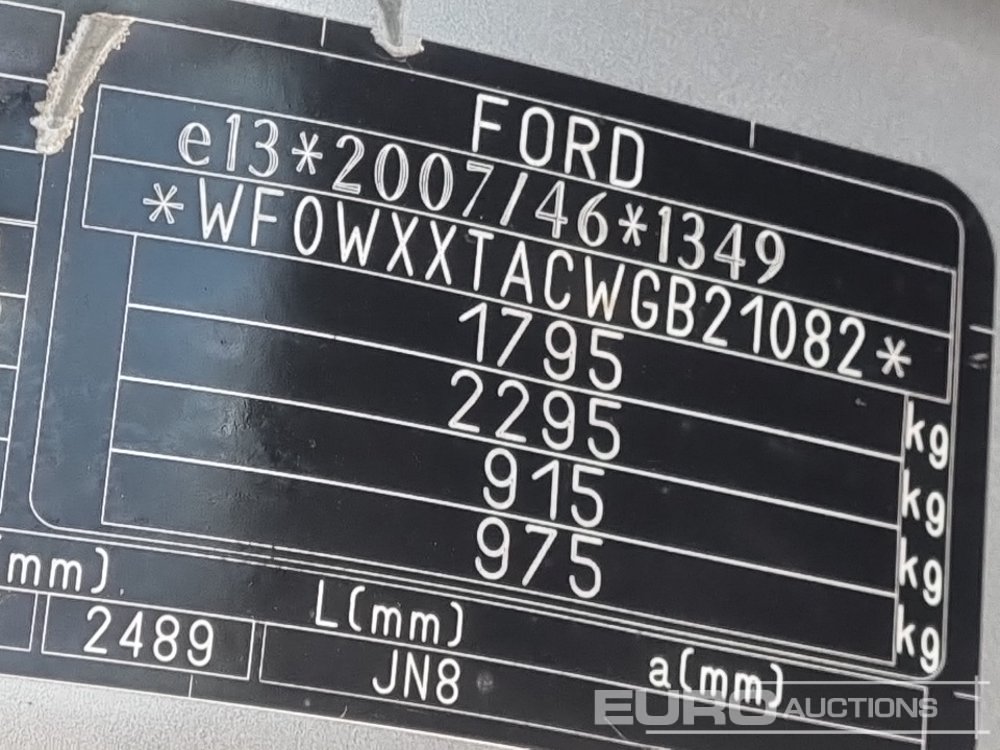 FORD
e13*2007/46*1349
*WF0WXXTACWGB21082*
1795 kg
2295 kg
915 kg
975 kg
(mm) L(mm) a(mm)
2489 JN8
EURO AUCTIONS